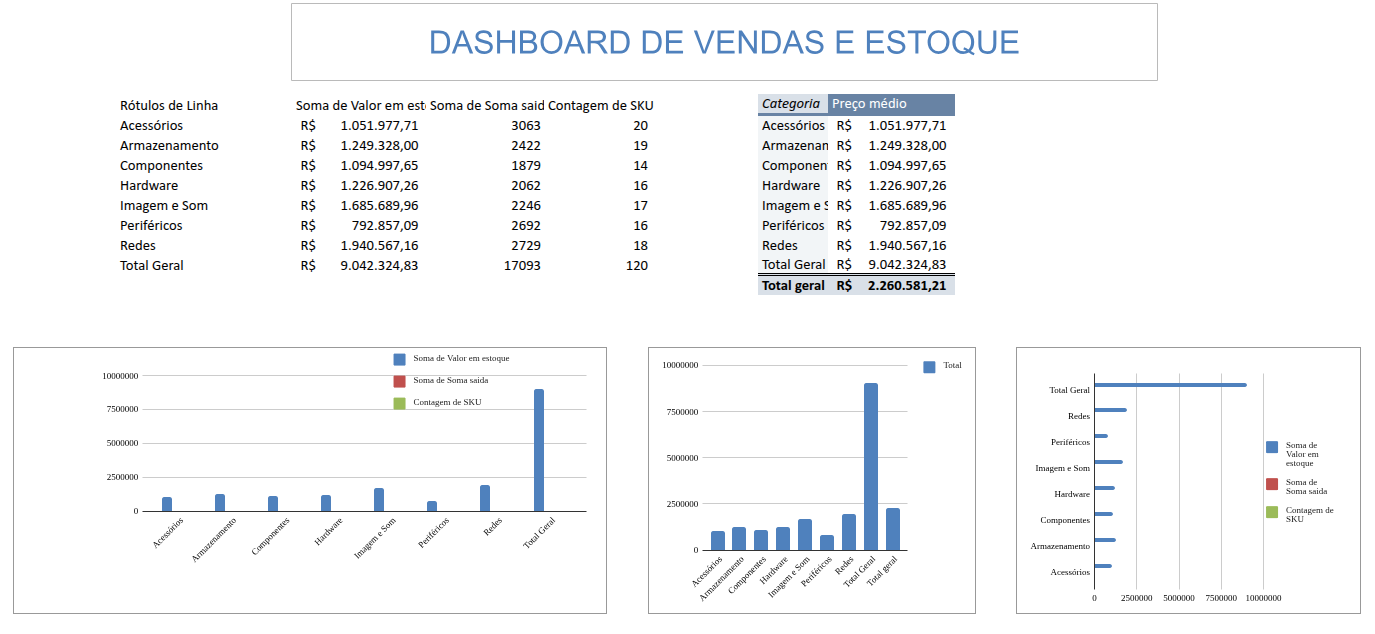 DASHBOARD DE VENDAS E ESTOQUE
Rótulos de Linha Soma de Valor em est Soma de Soma said Contagem de SKU
Acessórios R$ 1.051.977,71 3063 20
Armazenamento R$ 1.249.328,00 2422 19
Componentes R$ 1.094.997,65 1879 14
Hardware R$ 1.226.907,26 2062 16
Imagem e Som R$ 1.685.689,96 2246 17
Periféricos R$ 792.857,09 2692 16
Redes R$ 1.940.567,16 2729 18
Total Geral R$ 9.042.324,83 17093 120
Categoria Preço médio
Acessórios R$ 1.051.977,71
Armazenan R$ 1.249.328,00
Componen R$ 1.094.997,65
Hardware R$ 1.226.907,26
Imagem e S R$ 1.685.689,96
Periféricos R$ 792.857,09
Redes R$ 1.940.567,16
Total Geral R$ 9.042.324,83
Total geral R$ 2.260.581,21
Soma de Valor em estoque
Soma de Soma saida
Contagem de SKU
10000000
7500000
5000000
2500000
0
Acessórios
Armazenamento
Componentes
Hardware
Imagem e Som
Periféricos
Redes
Total Geral
Total
10000000
7500000
5000000
2500000
0
Acessórios
Armazenamento
Componentes
Hardware
Imagem e Som
Periféricos
Redes
Total Geral
Total geral
Total Geral
Redes
Periféricos
Imagem e Som
Hardware
Componentes
Armazenamento
Acessórios
0 2500000 5000000 7500000 10000000
Soma de
Valor em
estoque
Soma de
Soma saida
Contagem de
SKU